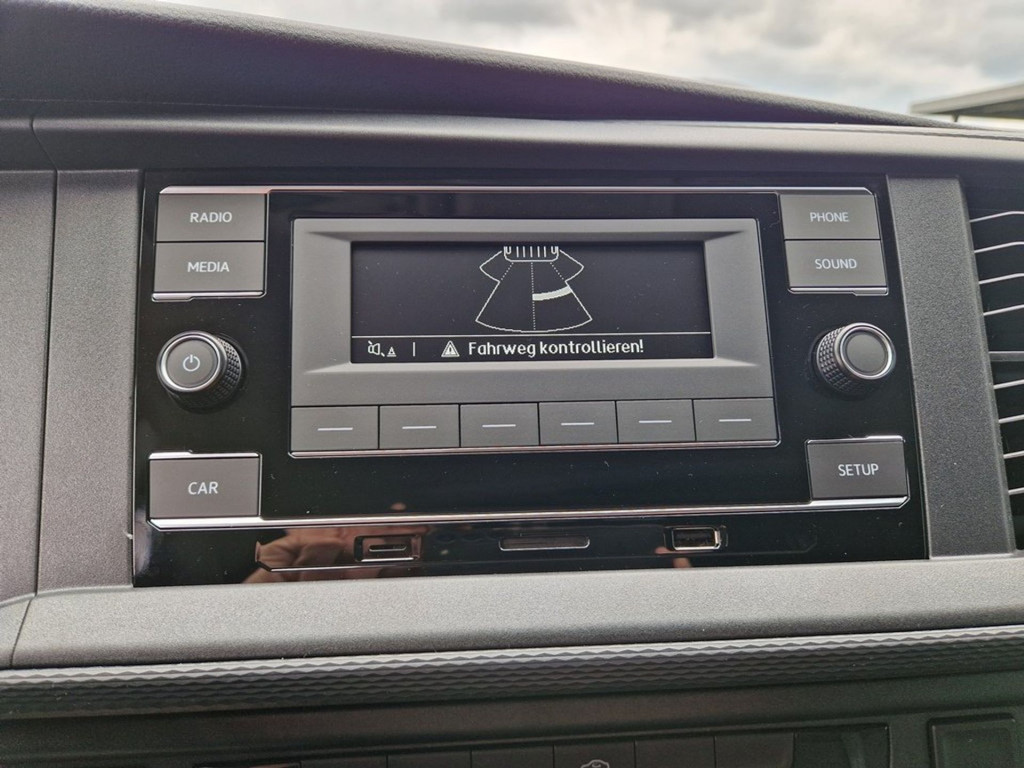 RADIO
PHONE
MEDIA
SOUND
Fahrweg kontrollieren!
CAR
SETUP